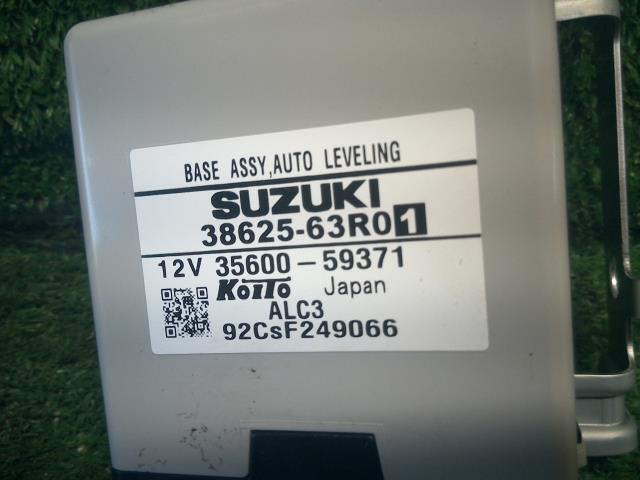 BASE ASSY,AUTO LEVELING
SUZUKI
38625-63R01
12V 35600-59371
KOITO Japan
ALC3
92CsF249066